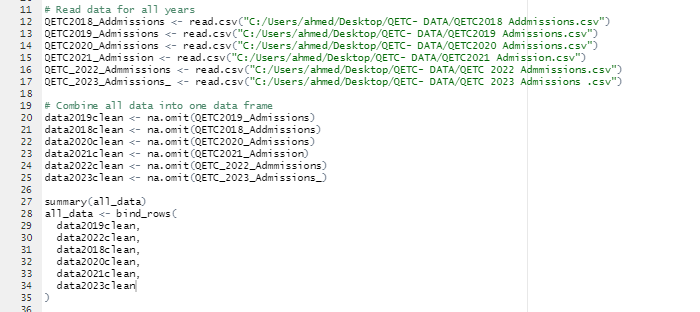 11 # Read data for all years
12 QETC2018_Addmissions <- read.csv("C:/Users/ahmed/Desktop/QETC- DATA/QETC2018 Addmissions.csv")
13 QETC2019_Admissions <- read.csv("C:/Users/ahmed/Desktop/QETC- DATA/QETC2019 Admissions.csv")
14 QETC2020_Admissions <- read.csv("C:/Users/ahmed/Desktop/QETC- DATA/QETC2020 Admissions.csv")
15 QETC2021_Admission <- read.csv("C:/Users/ahmed/Desktop/QETC- DATA/QETC2021 Admission.csv")
16 QETC_2022_Admmissions <- read.csv("C:/Users/ahmed/Desktop/QETC- DATA/QETC 2022 Admmissions.csv")
17 QETC_2023_Admissions_ <- read.csv("C:/Users/ahmed/Desktop/QETC- DATA/QETC 2023 Admissions .csv")
18
19 # Combine all data into one data frame
20 data2019clean <- na.omit(QETC2019_Admissions)
21 data2018clean <- na.omit(QETC2018_Addmissions)
22 data2020clean <- na.omit(QETC2020_Admissions)
23 data2021clean <- na.omit(QETC2021_Admission)
24 data2022clean <- na.omit(QETC_2022_Admmissions)
25 data2023clean <- na.omit(QETC_2023_Admissions_)
26
27 summary(all_data)
28 all_data <- bind_rows(
29 data2019clean,
30 data2022clean,
31 data2018clean,
32 data2020clean,
33 data2021clean,
34 data2023clean
35 )
36